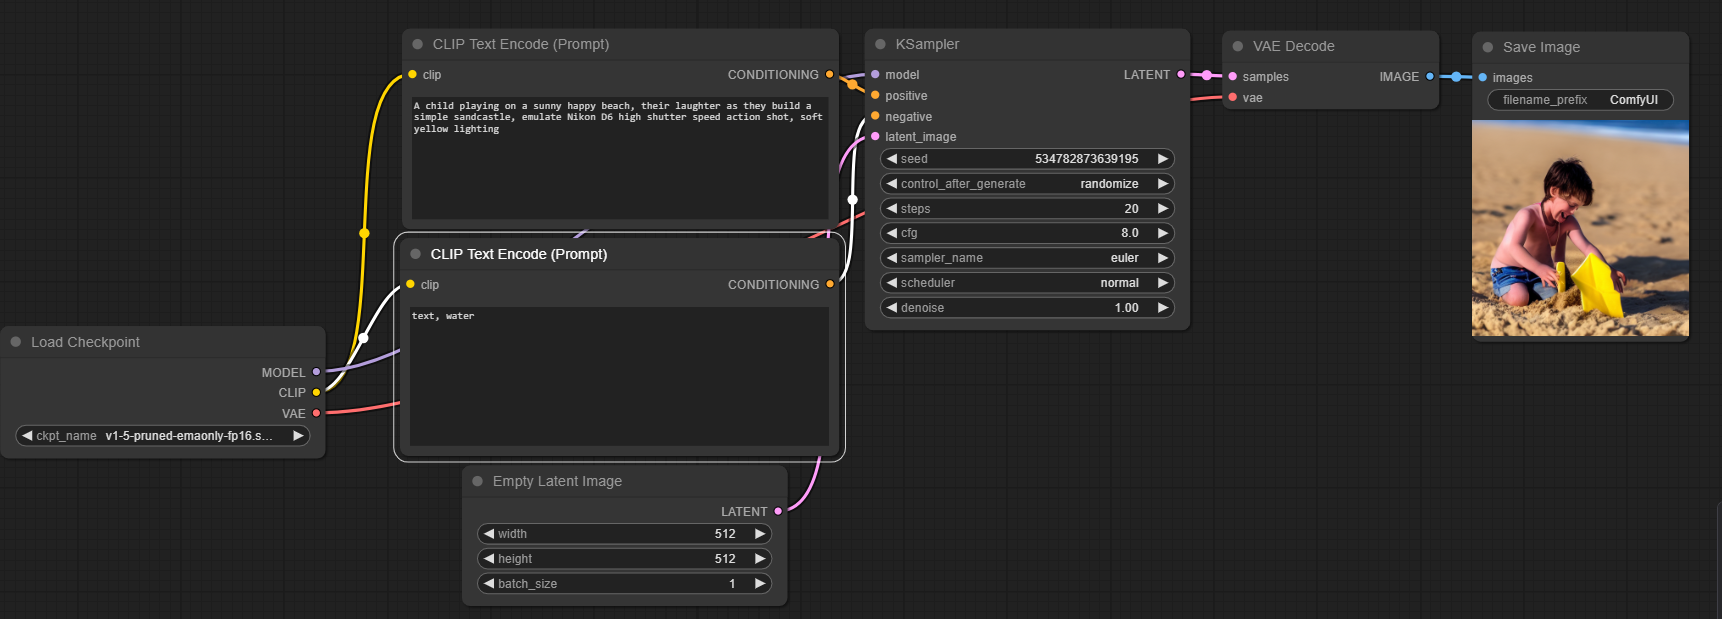 CLIP Text Encode (Prompt)
clip CONDITIONING
A child playing on a sunny happy beach, their laughter as they build a
simple sandcastle, emulate Nikon D6 high shutter speed action shot, soft
yellow lighting
CLIP Text Encode (Prompt)
clip CONDITIONING
text, water
Load Checkpoint
MODEL
CLIP
VAE
ckpt_name v1-5-pruned-emaonly-fp16.s...
Empty Latent Image
LATENT
width 512
height 512
batch_size 1
KSampler
model LATENT
positive
negative
latent_image
seed 534782873639195
control_after_generate randomize
steps 20
cfg 8.0
sampler_name euler
scheduler normal
denoise 1.00
VAE Decode
samples IMAGE
vae
Save Image
images
filename_prefix ComfyUI